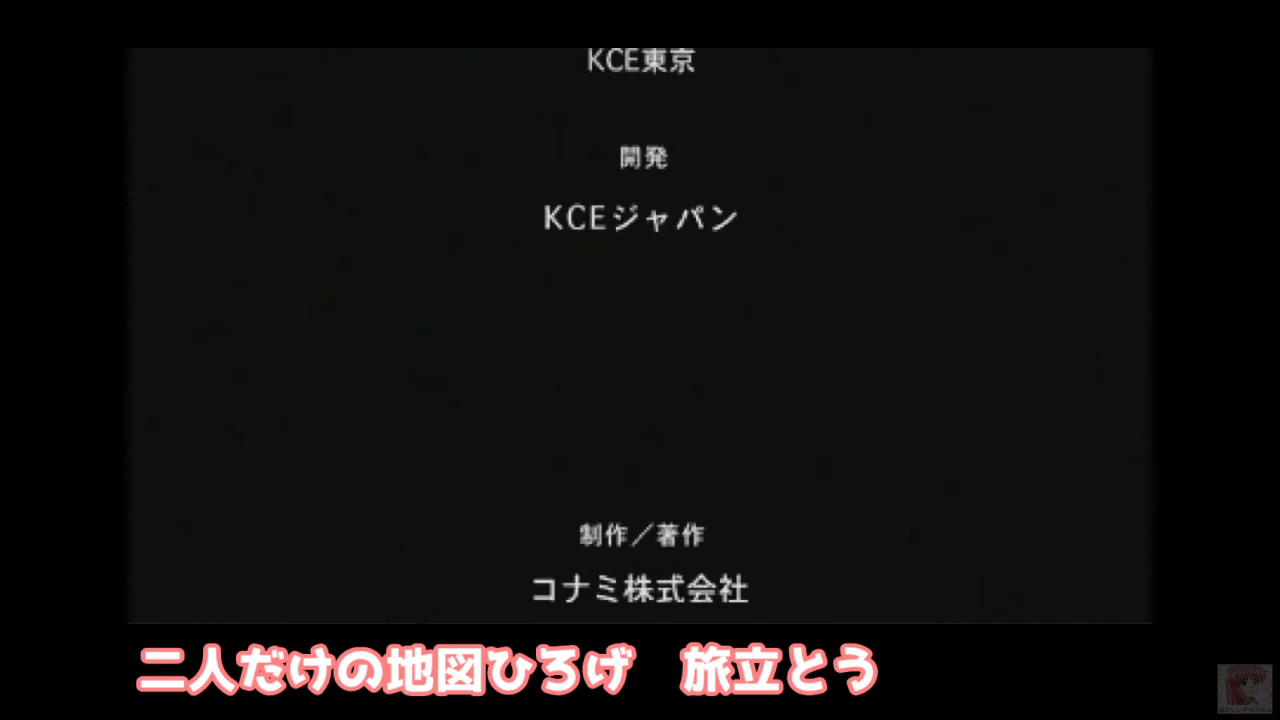 KCE東京
開発
KCEジャパン
制作／著作
コナミ株式会社
二人だけの地図ひろげ　旅立とう